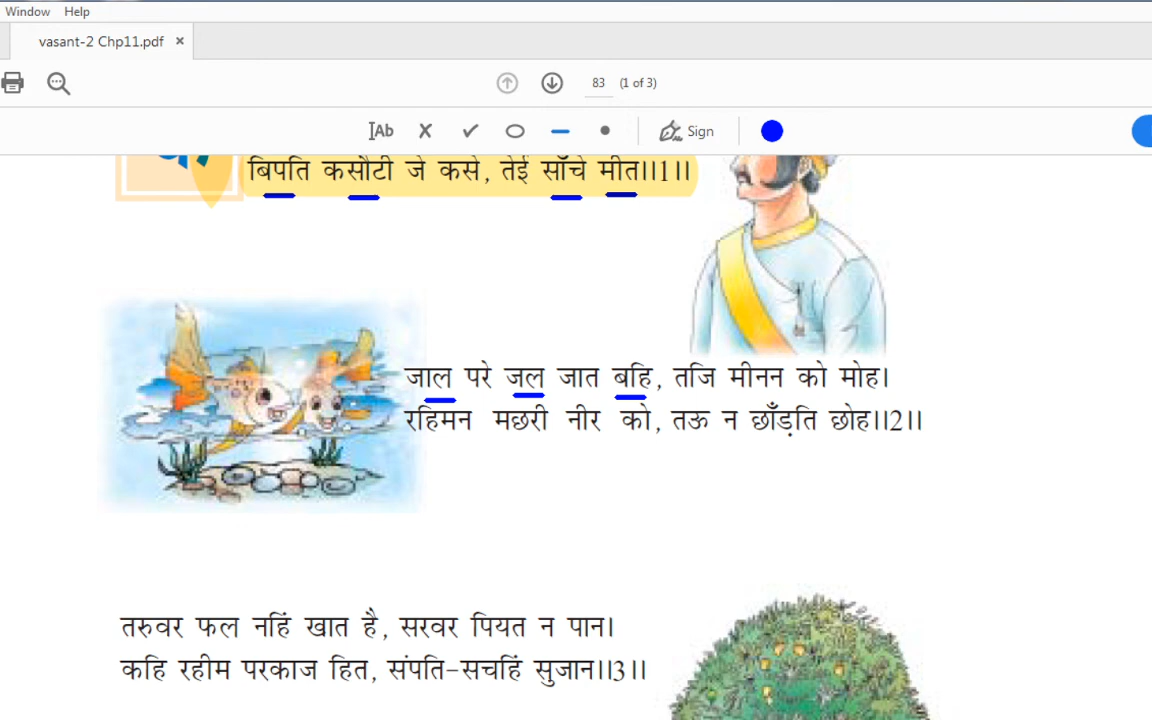 Window Help
vasant-2 Chp11.pdf ×
83 (1 of 3)
Ab Sign
बिपति कसौटी जे कसे, तेई साँचे मीत।।1।।
जाल परे जल जात बहि, तजि मीनन को मोह।
रहिमन मछरी नीर को, तऊ न छाँड़ति छोह।।2।।
तरुवर फल नहिं खात है, सरवर पियत न पान।
कहि रहीम परकाज हित, संपति-सचहिं सुजान।।3।।